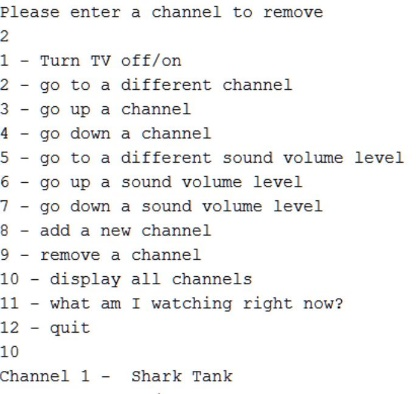 Please enter a channel to remove
2
1 - Turn TV off/on
2 - go to a different channel
3 - go up a channel
4 - go down a channel
5 - go to a different sound volume level
6 - go up a sound volume level
7 - go down a sound volume level
8 - add a new channel
9 - remove a channel
10 - display all channels
11 - what am I watching right now?
12 - quit
10
Channel 1 -  Shark Tank